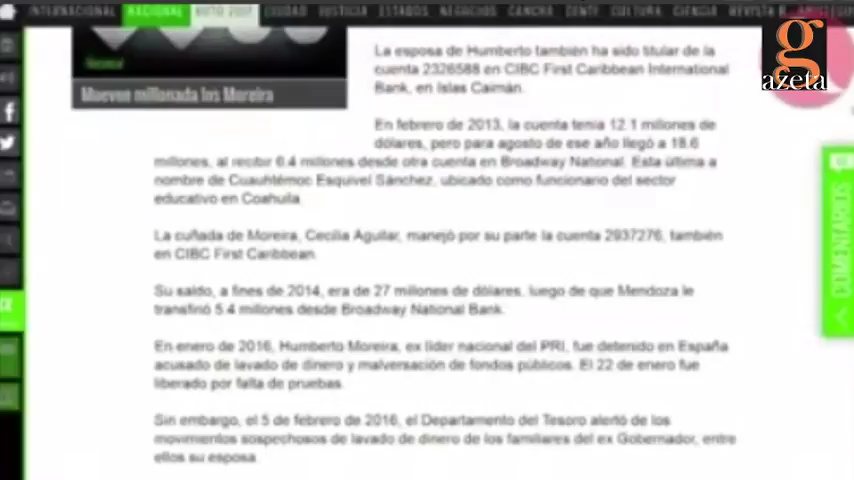 INTERNACIONAL NACIONAL CIUDAD JUSTICIA ESTADOS NEGOCIOS CANCHA GENTE CULTURA CIENCIA REVISTA R
gazeta
La esposa de Humberto también ha sido titular de la
cuenta 2326588 en CIBC First Caribbean International
Bank, en Islas Caimán.
Mueven millonada los Moreira
En febrero de 2013, la cuenta tenía 12.1 millones de
dólares, pero para agosto de ese año llegó a 18.6
millones, al recibir 6.4 millones desde otra cuenta en Broadway National. Esta última a
nombre de Cuauhtémoc Esquivel Sánchez, ubicado como funcionario del sector
educativo en Coahuila.
La cuñada de Moreira, Cecilia Aguilar, manejó por su parte la cuenta 2937276, también
en CIBC First Caribbean.
Su saldo, a fines de 2014, era de 27 millones de dólares, luego de que Mendoza le
transfirió 5.4 millones desde Broadway National Bank.
En enero de 2016, Humberto Moreira, ex líder nacional del PRI, fue detenido en España
acusado de lavado de dinero y malversación de fondos públicos. El 22 de enero fue
liberado por falta de pruebas.
Sin embargo, el 5 de febrero de 2016, el Departamento del Tesoro alertó de los
movimientos sospechosos de lavado de dinero de los familiares del ex Gobernador, entre
ellos su esposa.
COMENTARIOS